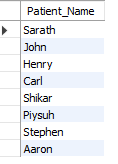 Patient_Name
Sarath
John
Henry
Carl
Shikar
Piysuh
Stephen
Aaron